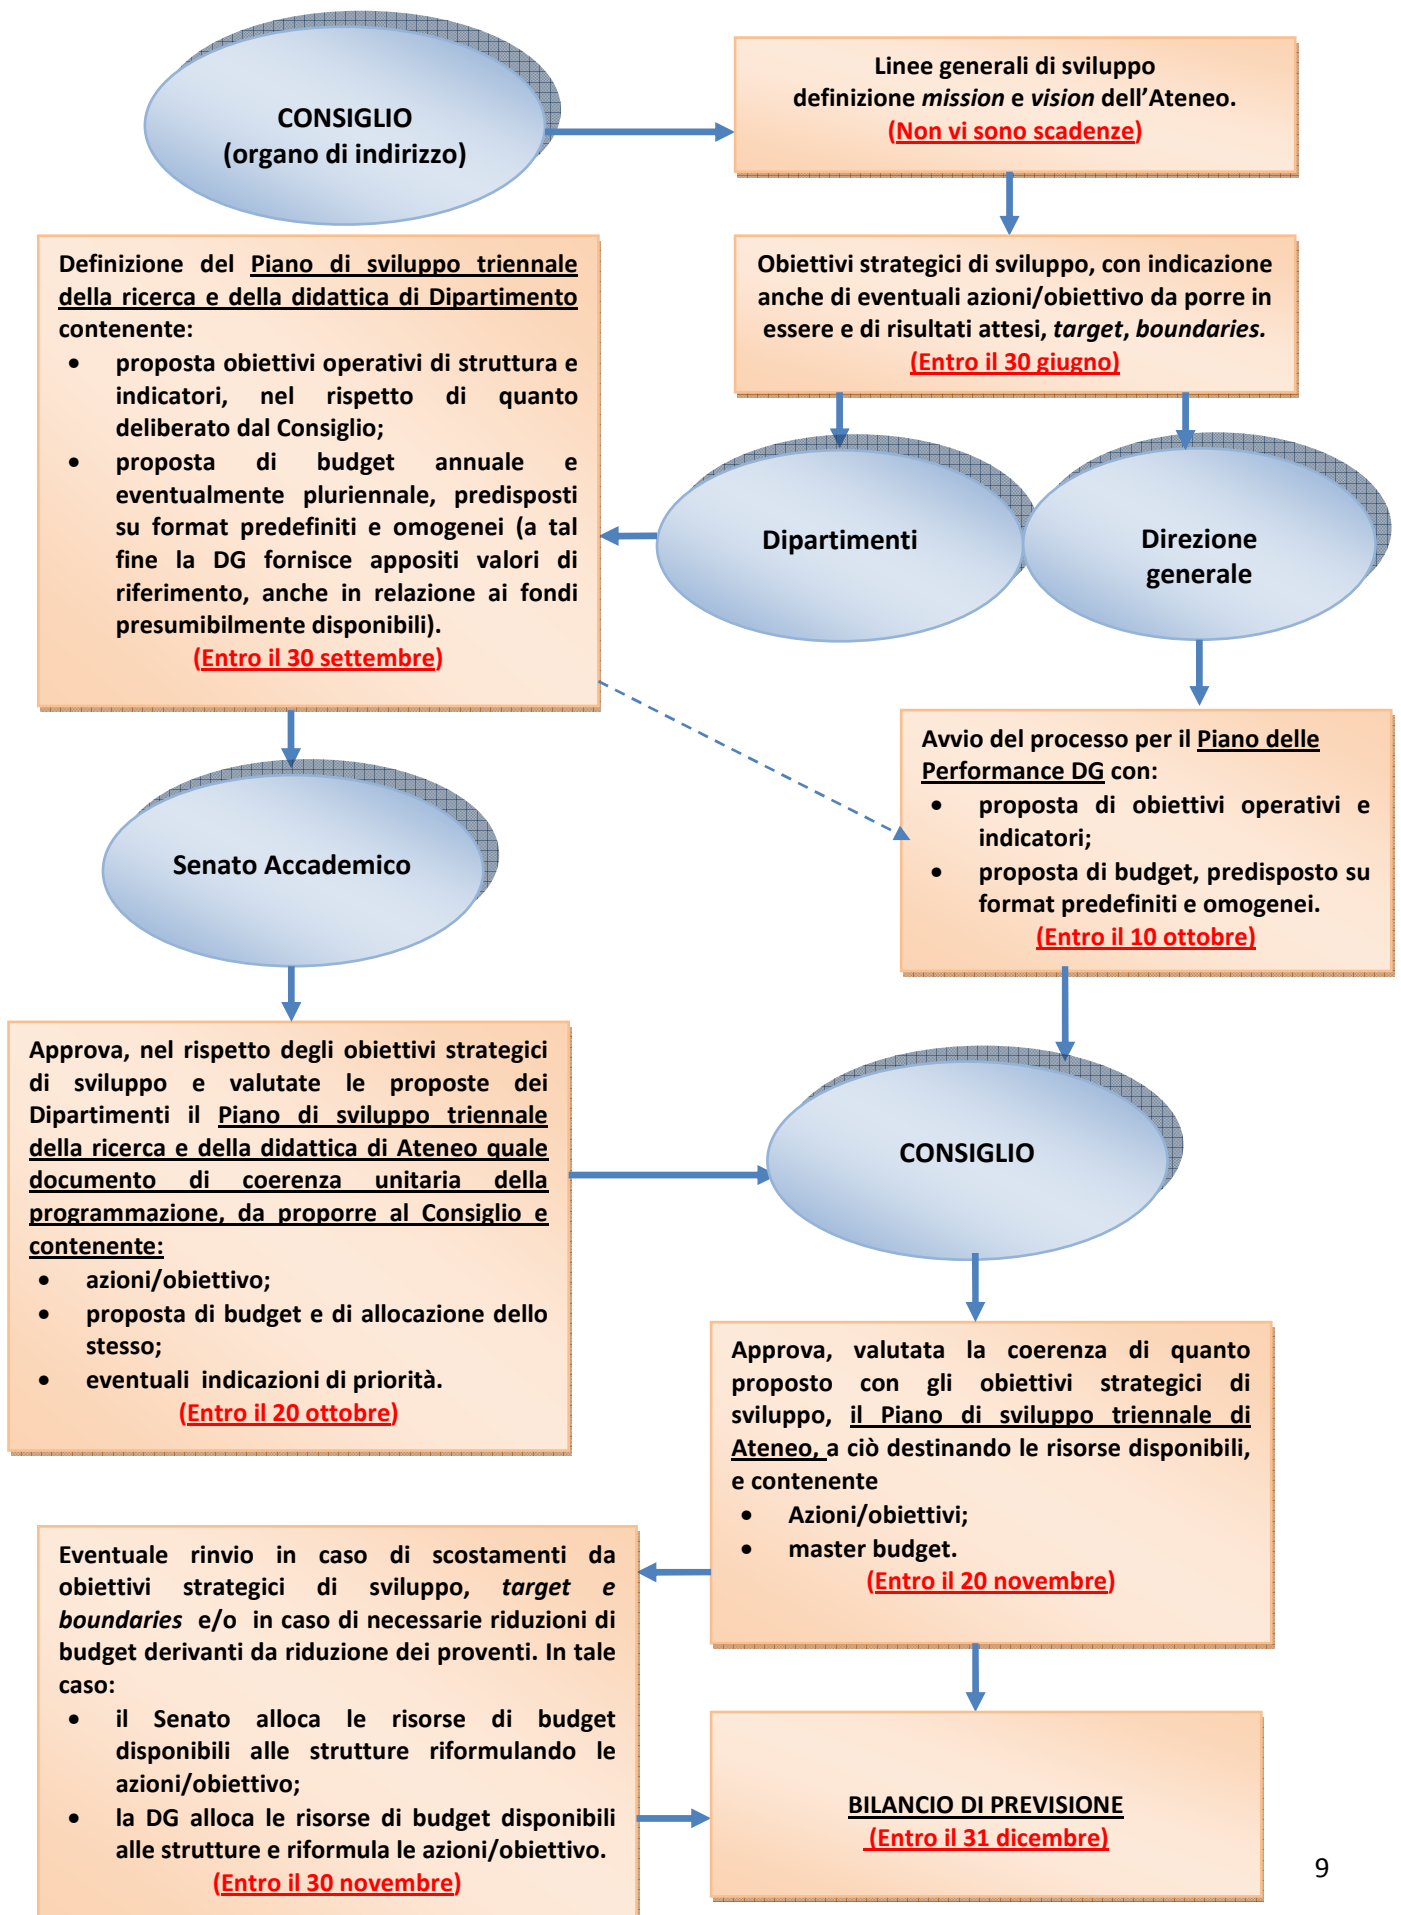 CONSIGLIO
(organo di indirizzo)
Linee generali di sviluppo
definizione mission e vision dell’Ateneo.
(Non vi sono scadenze)
Definizione del Piano di sviluppo triennale
della ricerca e della didattica di Dipartimento
contenente:
• proposta obiettivi operativi di struttura e
indicatori, nel rispetto di quanto
deliberato dal Consiglio;
• proposta di budget annuale e
eventualmente pluriennale, predisposti
su format predefiniti e omogenei (a tal
fine la DG fornisce appositi valori di
riferimento, anche in relazione ai fondi
presumibilmente disponibili).
(Entro il 30 settembre)
Obiettivi strategici di sviluppo, con indicazione
anche di eventuali azioni/obiettivo da porre in
essere e di risultati attesi, target, boundaries.
(Entro il 30 giugno)
Dipartimenti
Direzione
generale
Avvio del processo per il Piano delle
Performance DG con:
• proposta di obiettivi operativi e
indicatori;
• proposta di budget, predisposto su
format predefiniti e omogenei.
(Entro il 10 ottobre)
Senato Accademico
Approva, nel rispetto degli obiettivi strategici
di sviluppo e valutate le proposte dei
Dipartimenti il Piano di sviluppo triennale
della ricerca e della didattica di Ateneo quale
documento di coerenza unitaria della
programmazione, da proporre al Consiglio e
contenente:
• azioni/obiettivo;
• proposta di budget e di allocazione dello
stesso;
• eventuali indicazioni di priorità.
(Entro il 20 ottobre)
CONSIGLIO
Approva, valutata la coerenza di quanto
proposto con gli obiettivi strategici di
sviluppo, il Piano di sviluppo triennale di
Ateneo, a ciò destinando le risorse disponibili,
e contenente
• Azioni/obiettivi;
• master budget.
(Entro il 20 novembre)
Eventuale rinvio in caso di scostamenti da
obiettivi strategici di sviluppo, target e
boundaries e/o in caso di necessarie riduzioni di
budget derivanti da riduzione dei proventi. In tale
caso:
• il Senato alloca le risorse di budget
disponibili alle strutture riformulando le
azioni/obiettivo;
• la DG alloca le risorse di budget disponibili
alle strutture e riformula le azioni/obiettivo.
(Entro il 30 novembre)
BILANCIO DI PREVISIONE
(Entro il 31 dicembre)
9